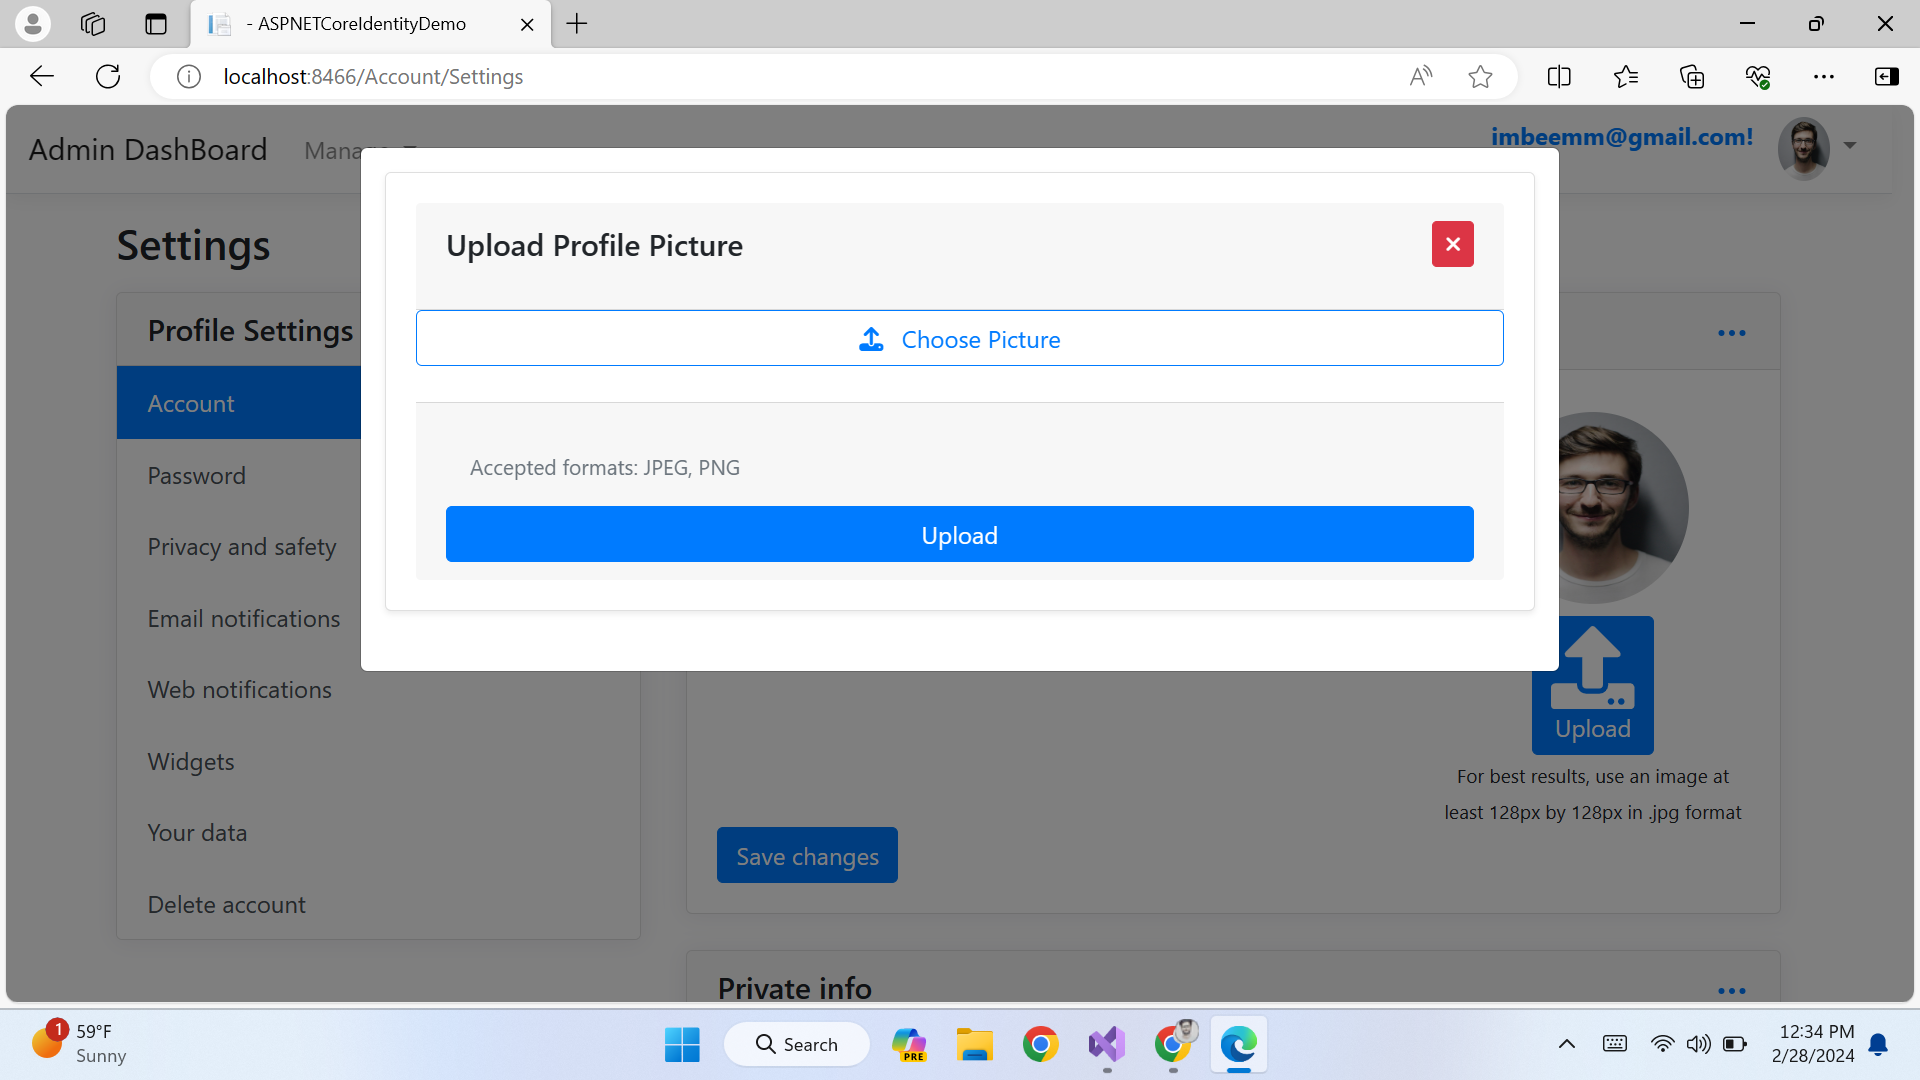 - ASPNETCoreIdentityDemo
localhost:8466/Account/Settings
Admin DashBoard
imbeemm@gmail.com!
Settings
Profile Settings
Account
Password
Privacy and safety
Email notifications
Web notifications
Widgets
Your data
Delete account
Upload Profile Picture
Choose Picture
Accepted formats: JPEG, PNG
Upload
Upload
For best results, use an image at
least 128px by 128px in .jpg format
Save changes
Private info
1
59°F
Sunny
Search
PRE
12:34 PM
2/28/2024